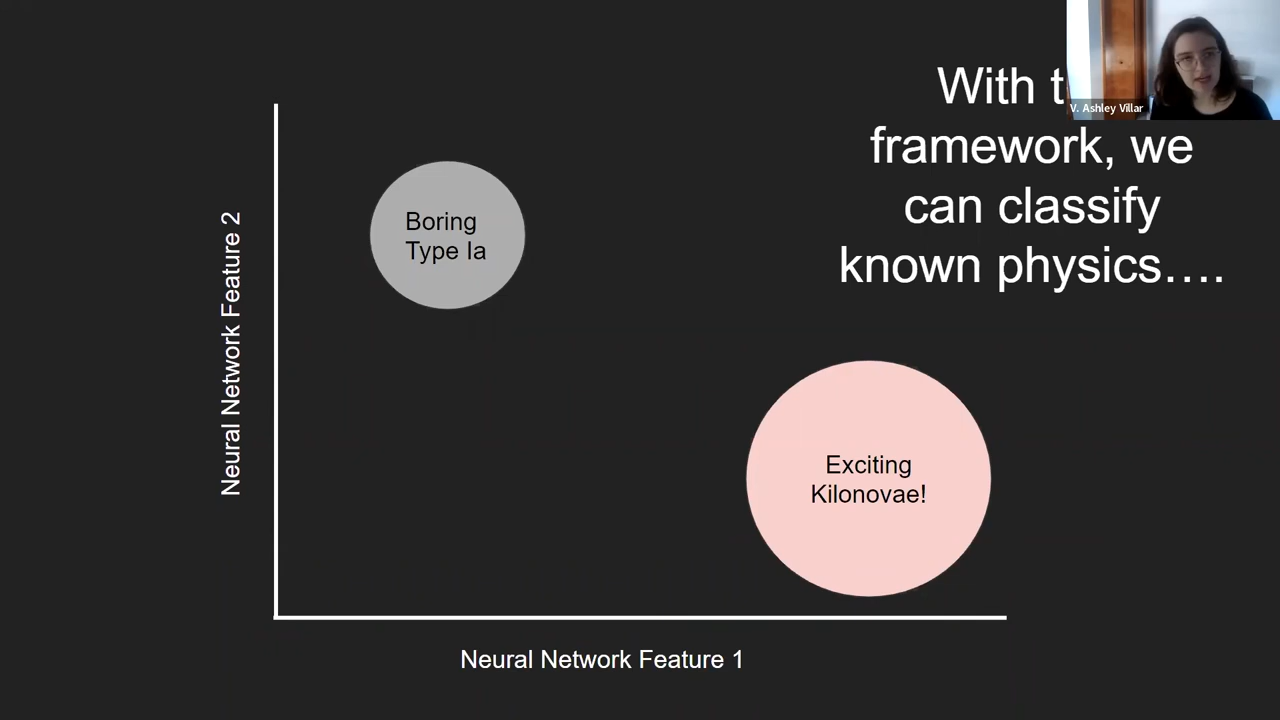 With t
framework, we
can classify
known physics….
V. Ashley Villar
Neural Network Feature 2
Boring
Type Ia
Exciting
Kilonovae!
Neural Network Feature 1